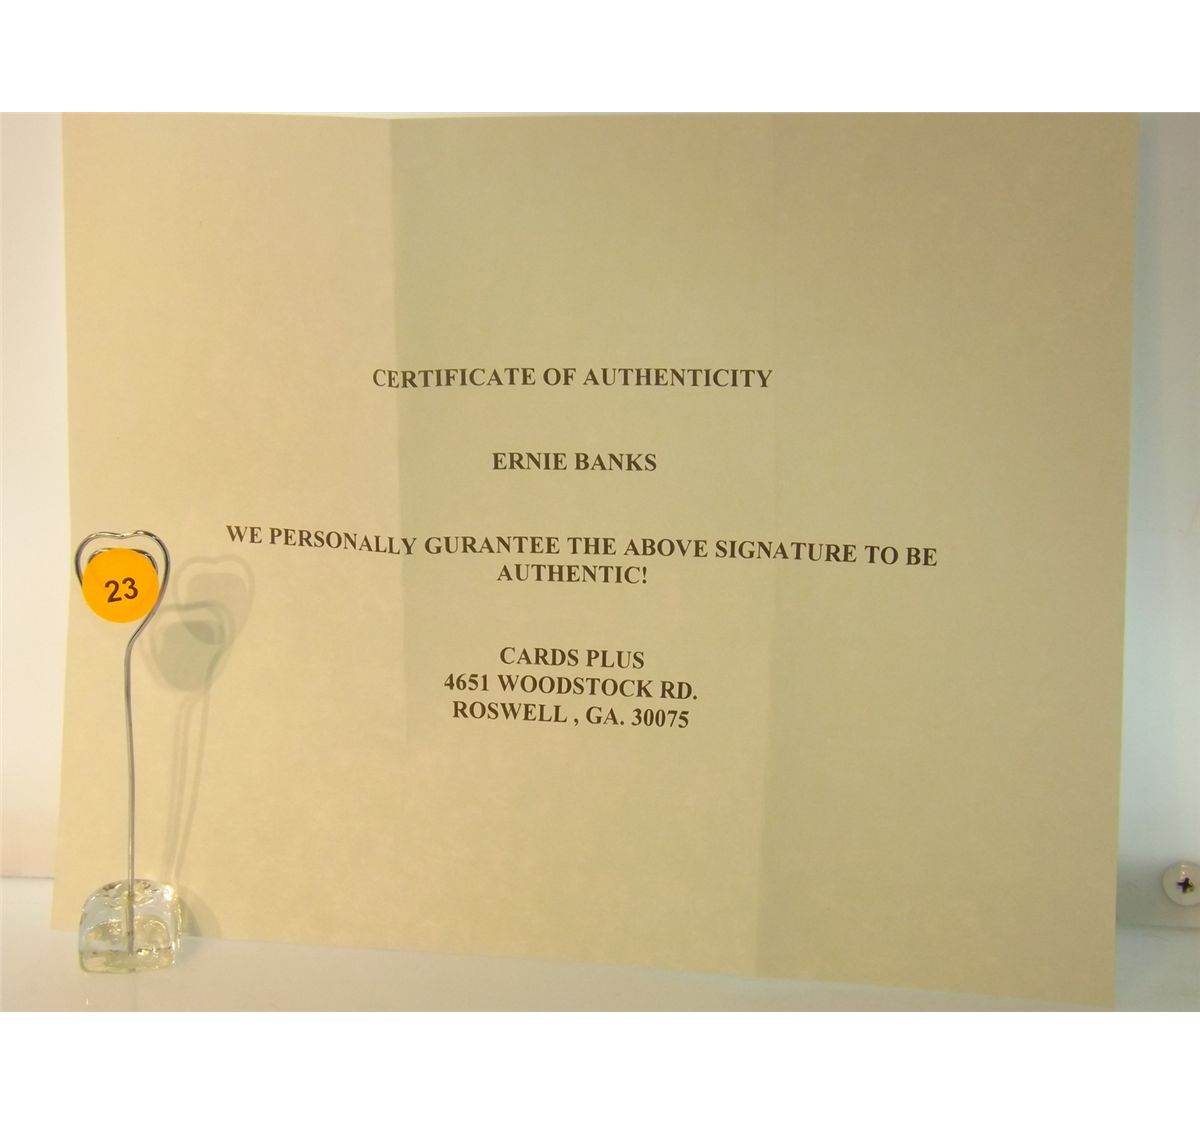 CERTIFICATE OF AUTHENTICITY
ERNIE BANKS
WE PERSONALLY GURANTEE THE ABOVE SIGNATURE TO BE
AUTHENTIC!
23
CARDS PLUS
4651 WOODSTOCK RD.
ROSWELL , GA. 30075